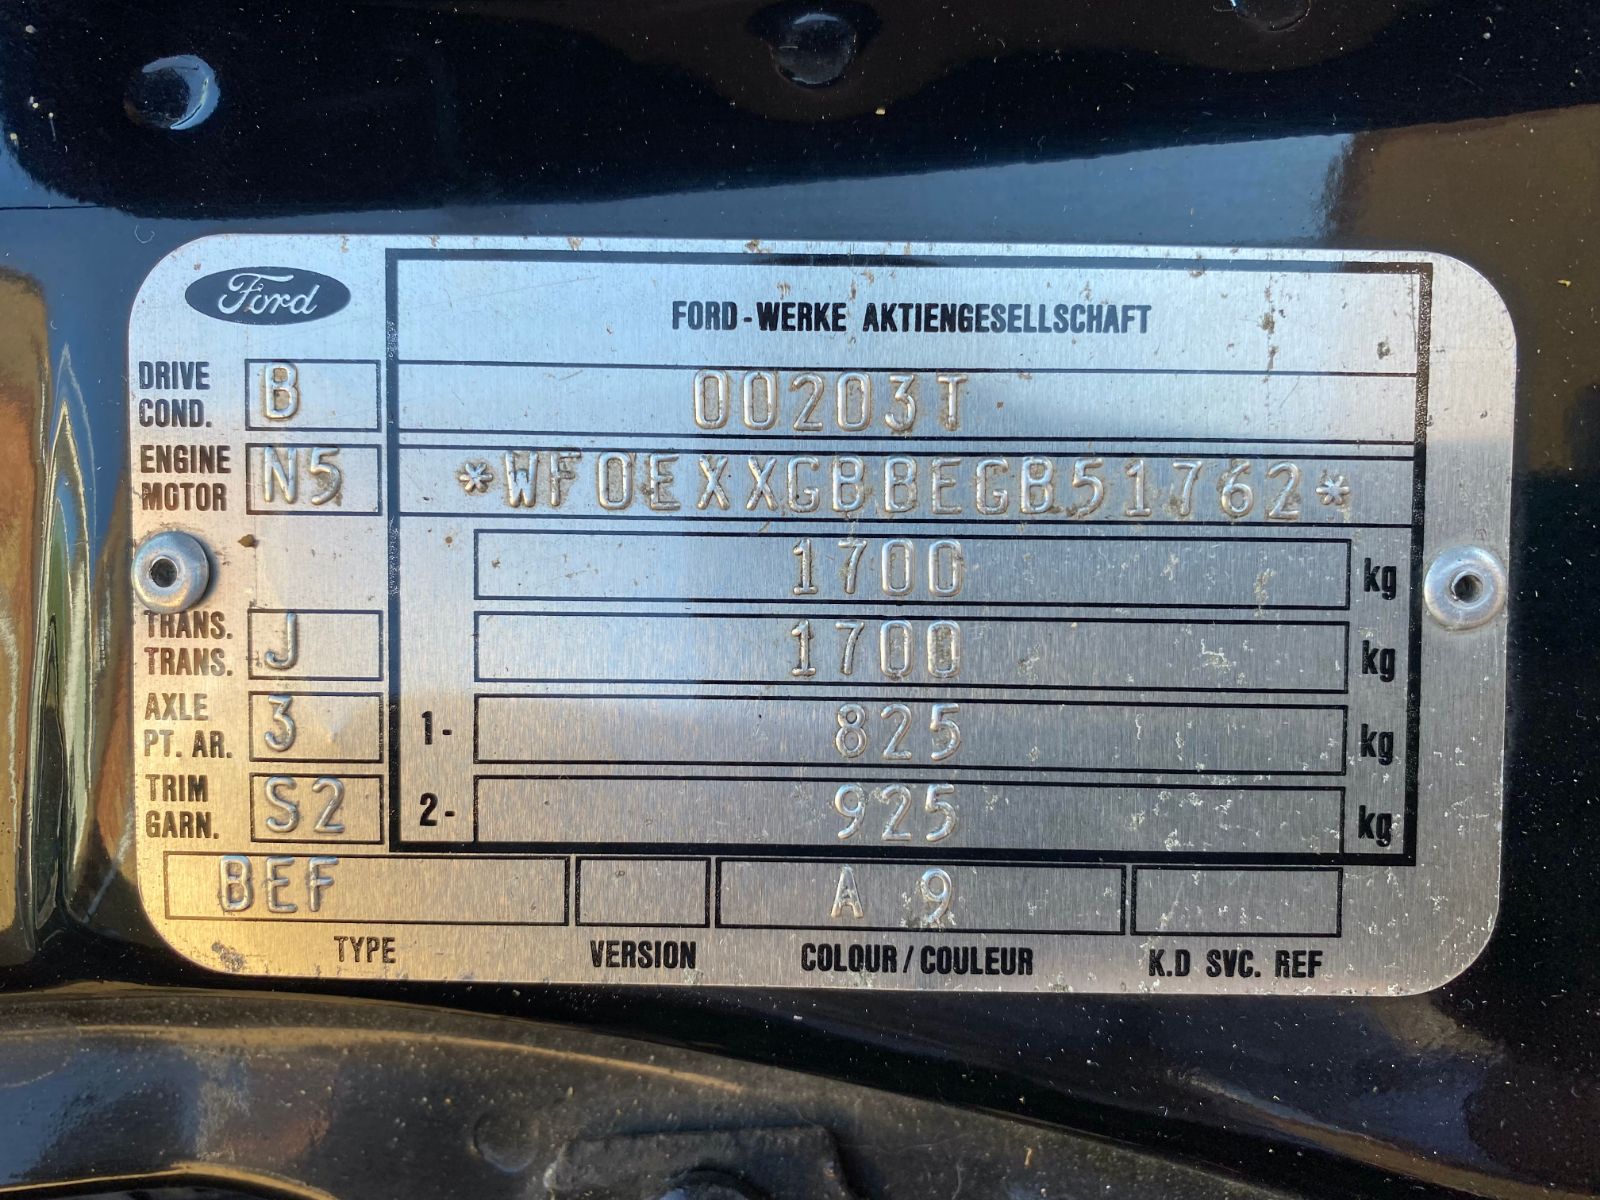 Ford
FORD-WERKE AKTIENGESELLSCHAFT
DRIVE
COND.
B
00203T
ENGINE
MOTOR
N5
*WF0EXXGBBEGB51762*
1700 kg
TRANS.
TRANS.
J
1700 kg
AXLE
PT. AR.
3
1- 825 kg
TRIM
GARN.
S2
2- 925 kg
BEF A 9
TYPE VERSION COLOUR/COULEUR K.D SVC. REF